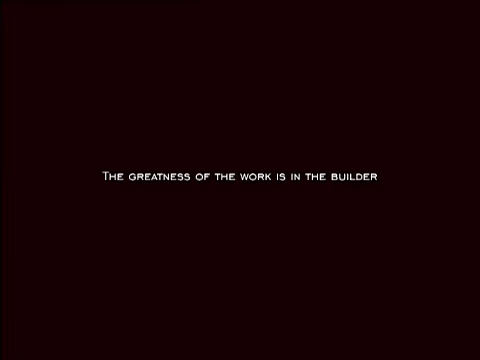 The greatness of the work is in the builder